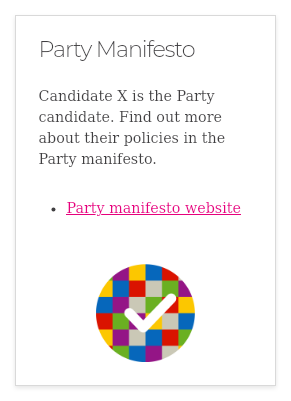 Party Manifesto
Candidate X is the Party
candidate. Find out more
about their policies in the
Party manifesto.
• Party manifesto website